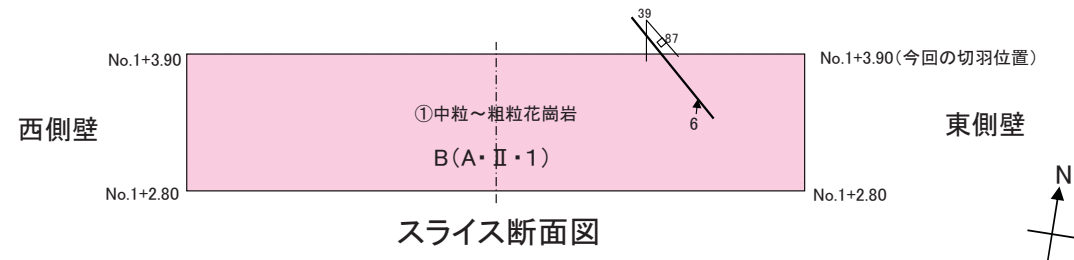 39
87
No.1+3.90
No.1+3.90(今回の切羽位置)
①中粒～粗粒花崗岩
6
西側壁
東側壁
B(A・Ⅱ・1)
N
No.1+2.80
No.1+2.80
スライス断面図